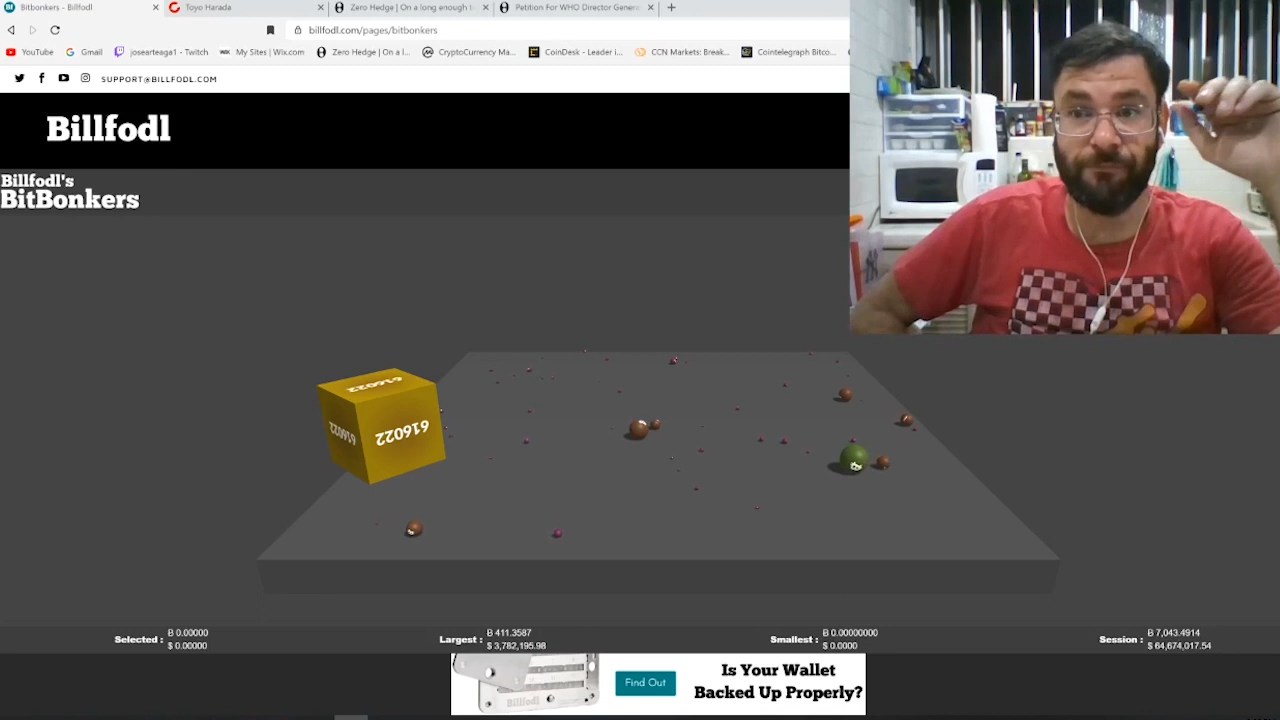 Bitbonkers - Billfodl
Toyo Harada
Zero Hedge | On a long enough t
Petition For WHO Director Genera
billfodl.com/pages/bitbonkers
YouTube
Gmail
josearteaga1 - Twitch
WiX My Sites | Wix.com
Zero Hedge | On a l...
CryptoCurrency Ma...
CoinDesk - Leader i...
CCN Markets: Break...
Cointelegraph Bitco...
SUPPORT@BILLFODL.COM
Billfodl
Billfodl's
BitBonkers
616022
616022
616022
Selected :
B 0.00000
$ 0.00000
Largest :
B 411.3587
$ 3,782,195.98
Smallest :
B 0.00000000
$ 0.0000
Session :
B 7,043.4914
$ 64,674,017.54
Billfodl
Find Out
Is Your Wallet
Backed Up Properly?